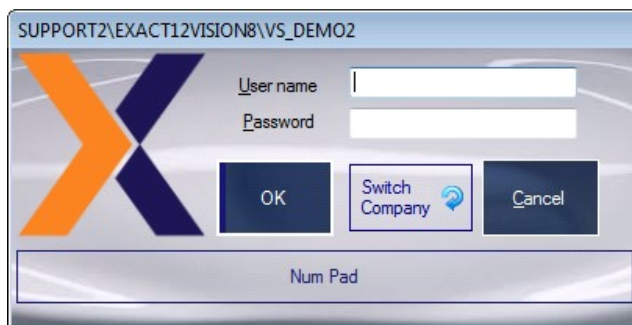 SUPPORT2\EXACT12VISION8\VS_DEMO2
User name
Password
OK
Switch
Company
Cancel
Num Pad